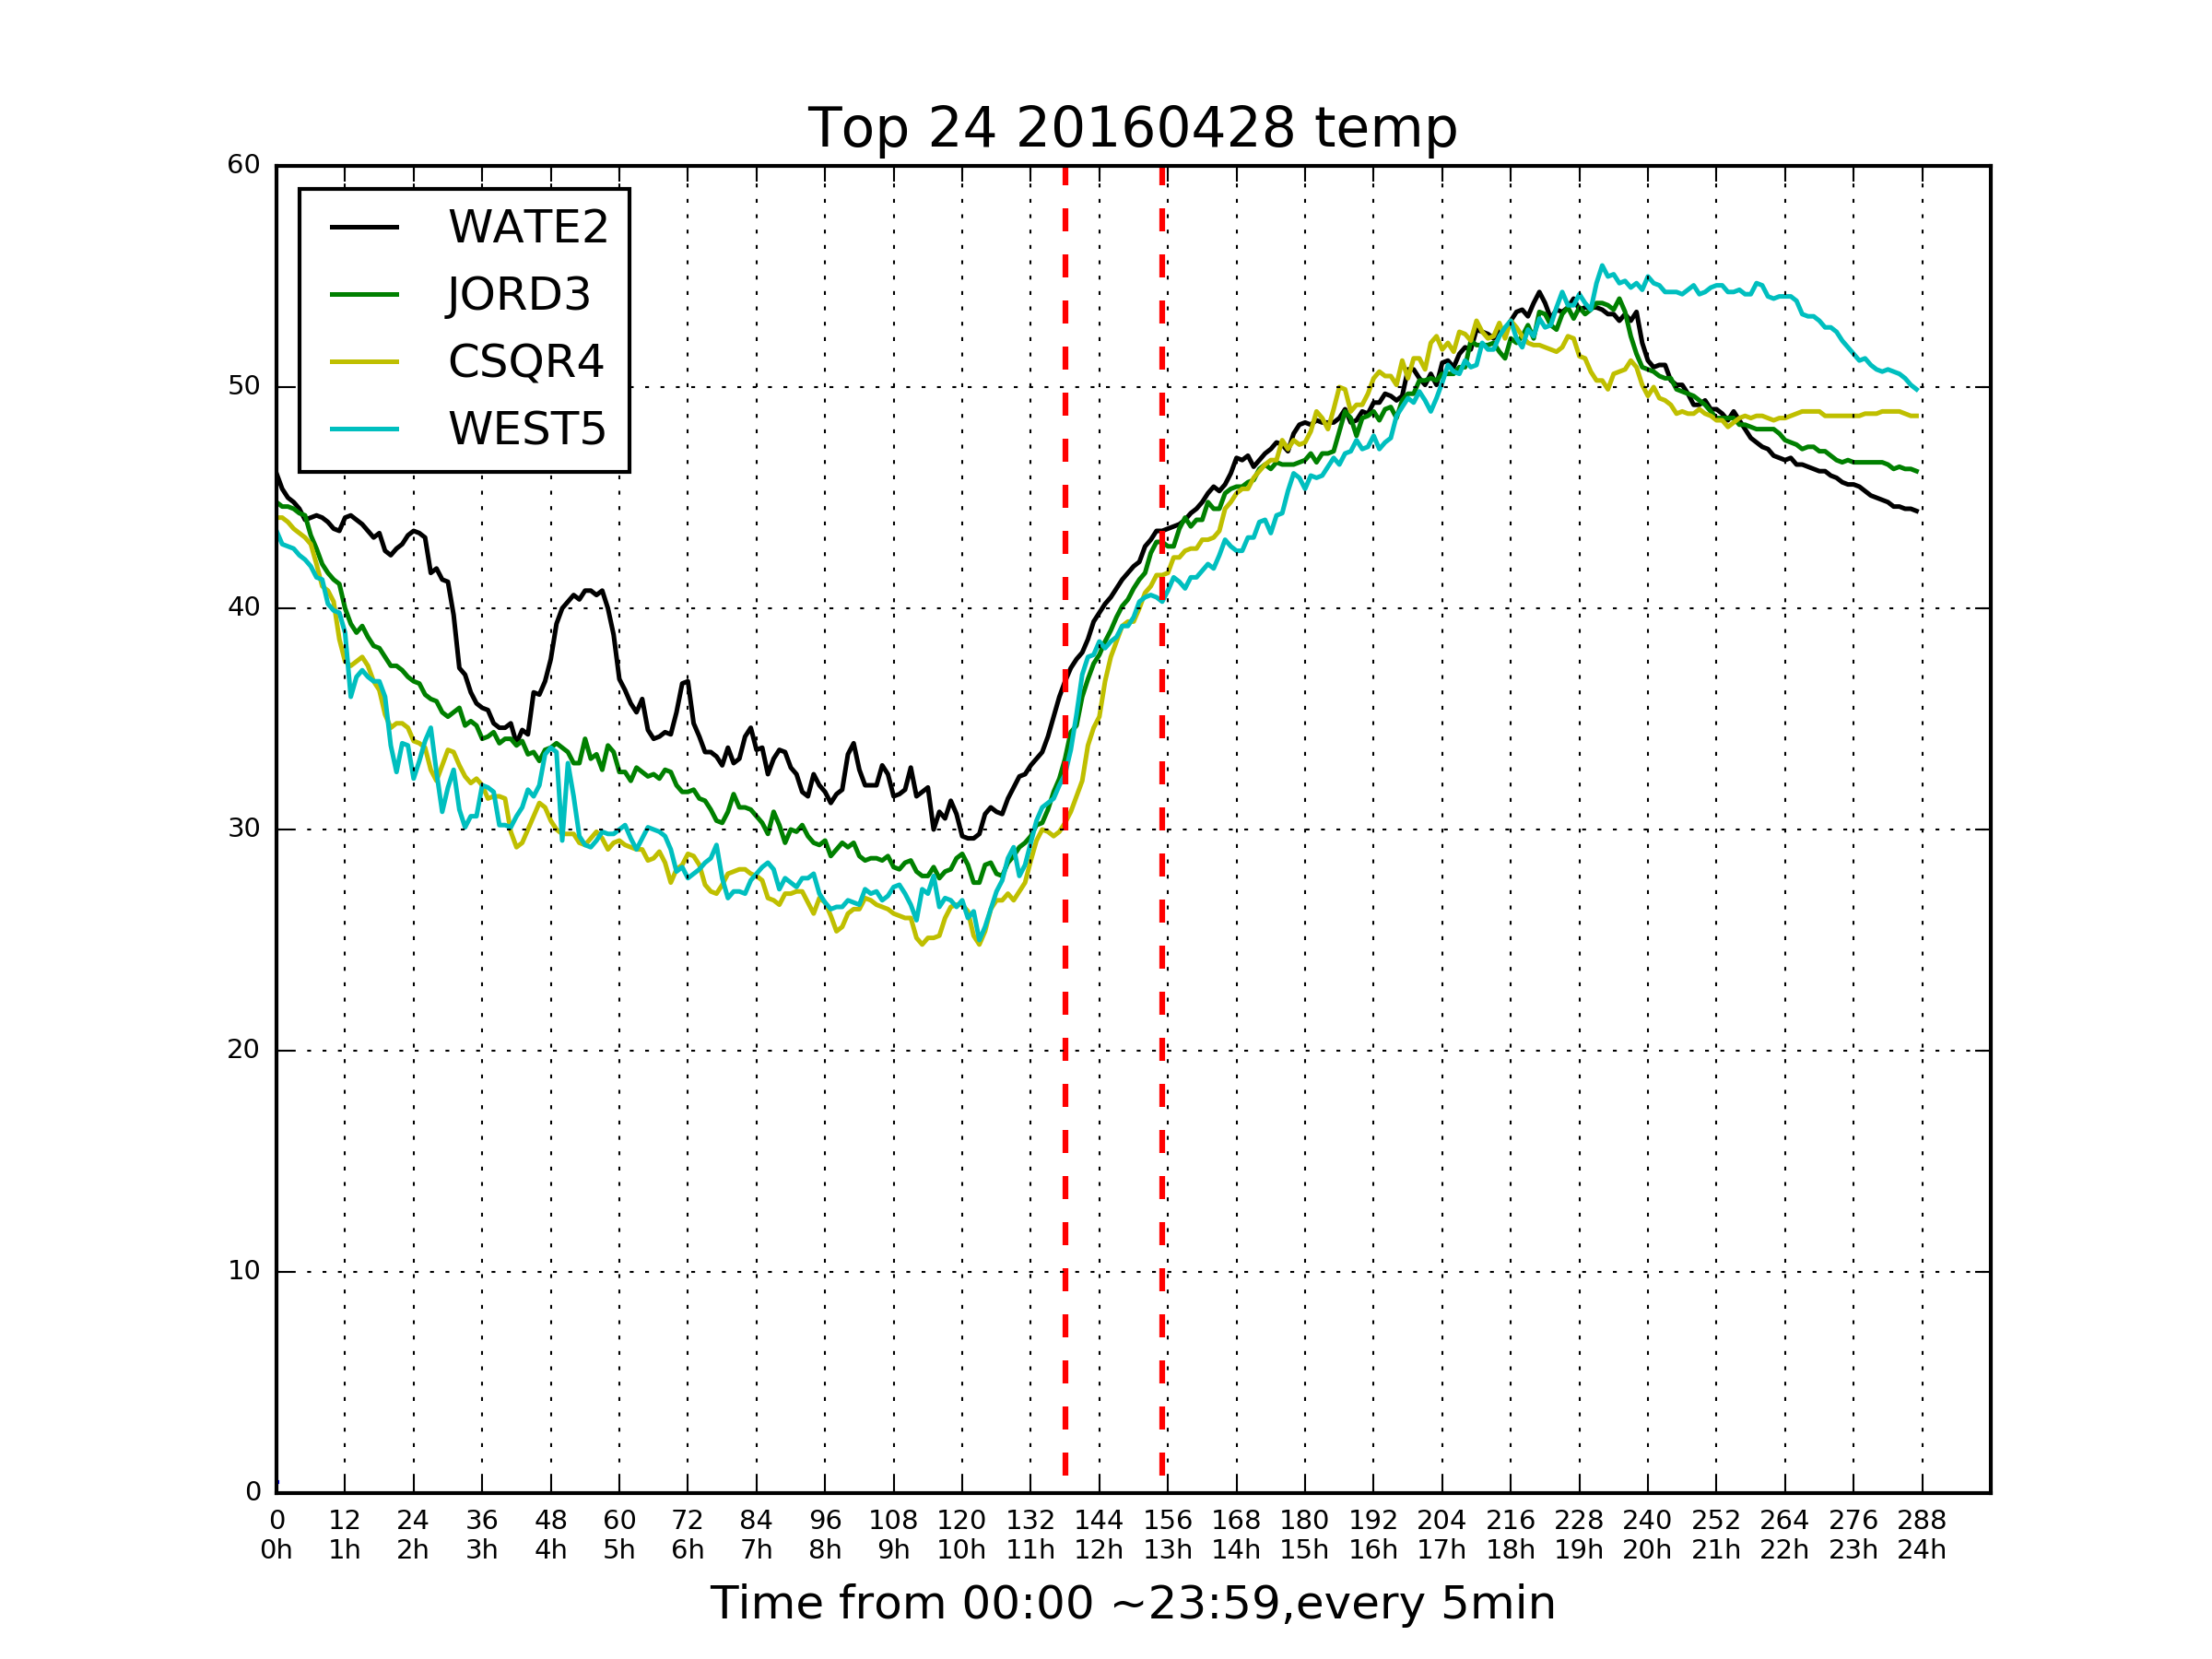 Top 24 20160428 temp
60
50
40
30
20
10
0
WATE2
JORD3
CSQR4
WEST5
0 12 24 36 48 60 72 84 96 108 120 132 144 156 168 180 192 204 216 228 240 252 264 276 288
0h 1h 2h 3h 4h 5h 6h 7h 8h 9h 10h 11h 12h 13h 14h 15h 16h 17h 18h 19h 20h 21h 22h 23h 24h
Time from 00:00 ~23:59,every 5min